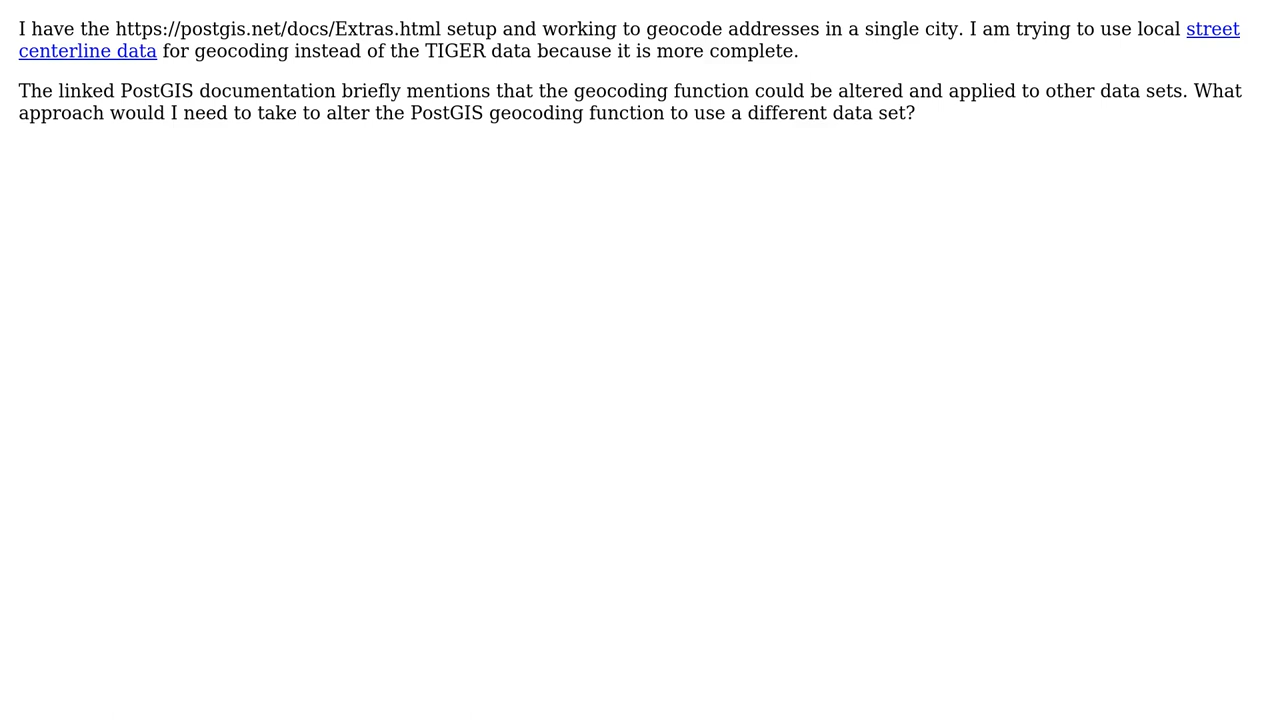 I have the https://postgis.net/docs/Extras.html setup and working to geocode addresses in a single city. I am trying to use local street
centerline data for geocoding instead of the TIGER data because it is more complete.
The linked PostGIS documentation briefly mentions that the geocoding function could be altered and applied to other data sets. What
approach would I need to take to alter the PostGIS geocoding function to use a different data set?